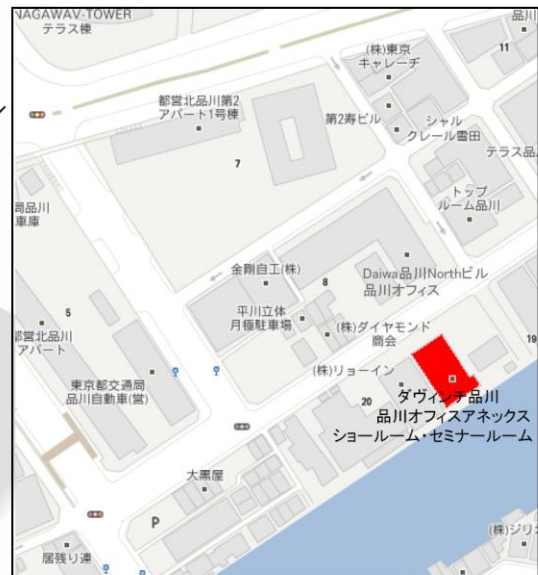 NAGAWAV-TOWER
テラス棟
品川
(株)東京
キャレーヂ
11
都営北品川第2
アパート1号棟
第2寿ビル
シャル
クレール雪田
7
テラス品
トップ
ルーム品川
局品川
車庫
金剛自工(株)
Daiwa品川Northビル
品川オフィス
8
平川立体
月極駐車場
5
(株)ダイヤモンド
商会
都営北品川
アパート
19
(株)リョーイン
東京都交通局
品川自動車(営)
20
ダヴィンチ品川
品川オフィスアネックス
ショールーム・セミナールーム
大黒屋
P
(株)ジリ
居残り連